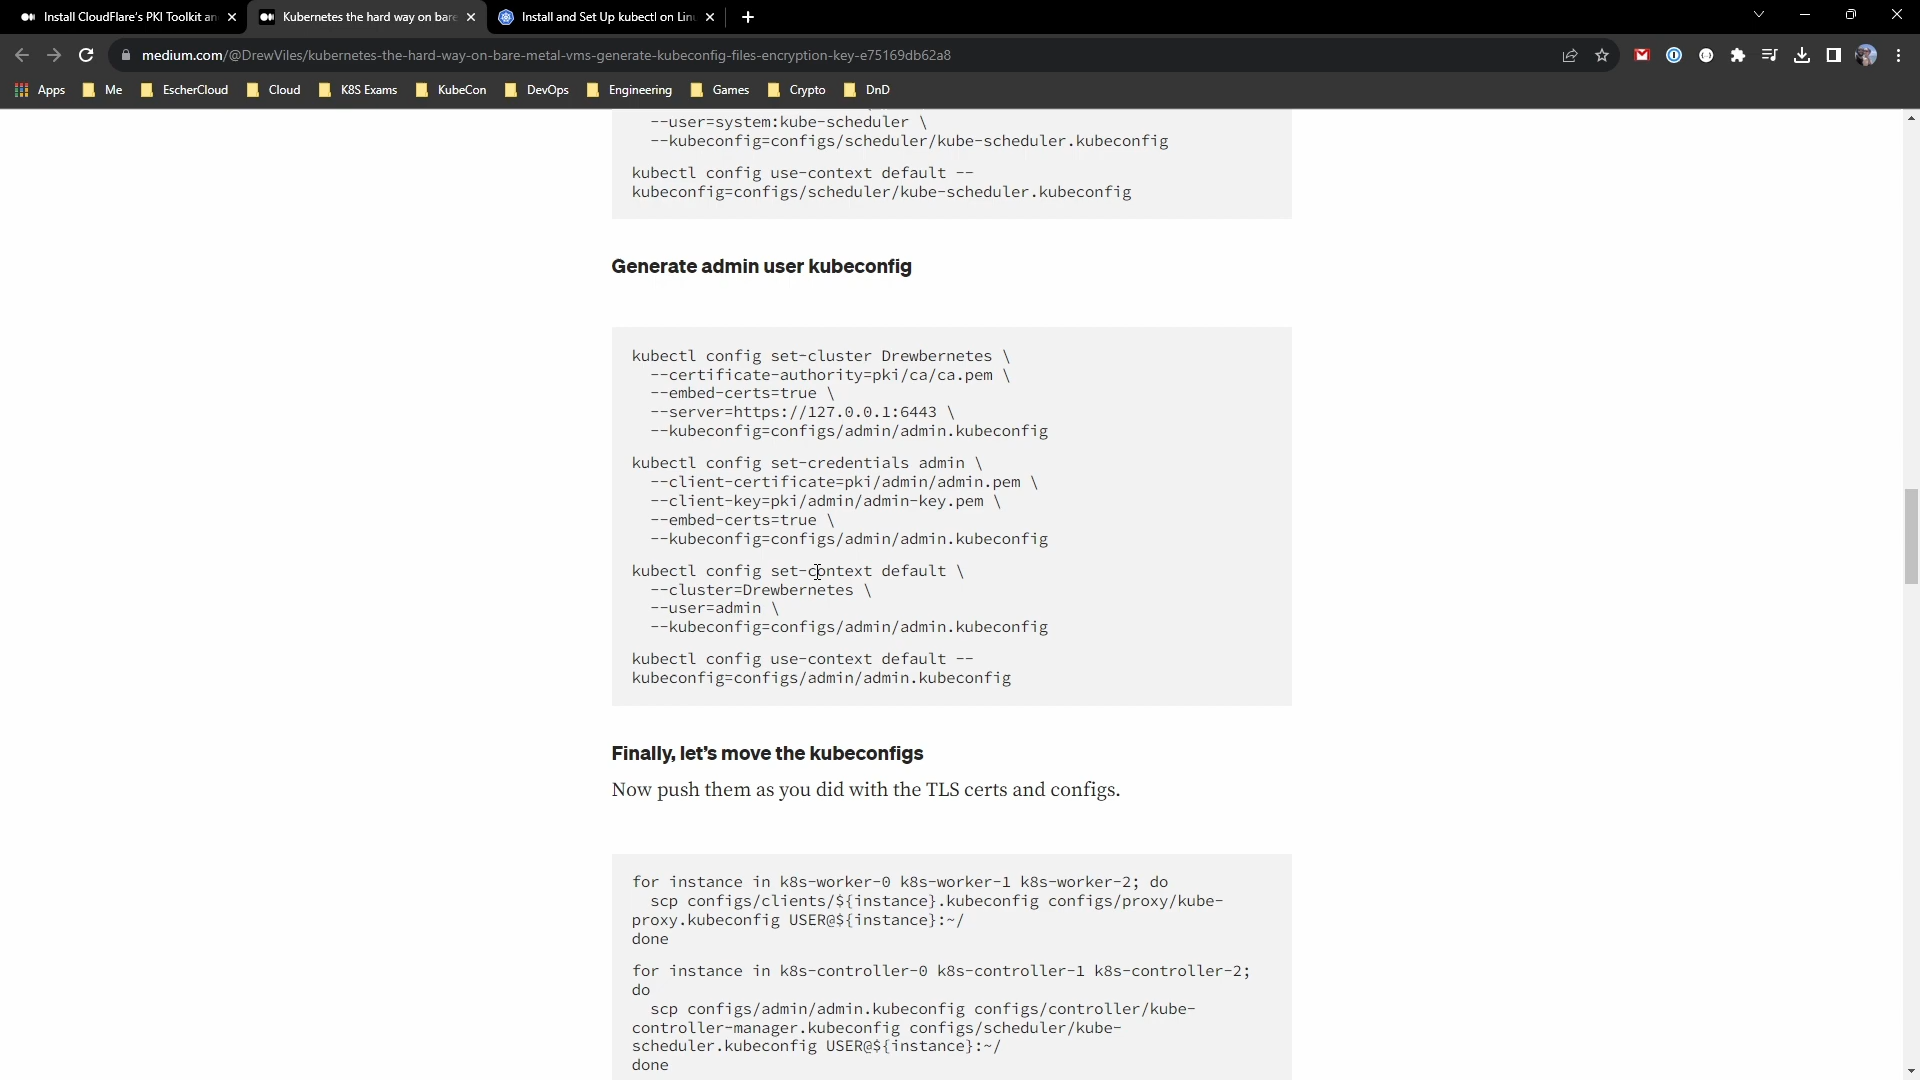 Install CloudFlare's PKI Toolkit an
Kubernetes the hard way on bare
Install and Set Up kubectl on Lin
medium.com/@DrewViles/kubernetes-the-hard-way-on-bare-metal-vms-generate-kubeconfig-files-encryption-key-e75169db62a8
Apps Me EscherCloud Cloud K8S Exams KubeCon DevOps Engineering Games Crypto DnD
--user=system:kube-scheduler \
--kubeconfig=configs/scheduler/kube-scheduler.kubeconfig
kubectl config use-context default --
kubeconfig=configs/scheduler/kube-scheduler.kubeconfig
Generate admin user kubeconfig
kubectl config set-cluster Drewbernetes \
--certificate-authority=pki/ca/ca.pem \
--embed-certs=true \
--server=https://127.0.0.1:6443 \
--kubeconfig=configs/admin/admin.kubeconfig
kubectl config set-credentials admin \
--client-certificate=pki/admin/admin.pem \
--client-key=pki/admin/admin-key.pem \
--embed-certs=true \
--kubeconfig=configs/admin/admin.kubeconfig
kubectl config set-context default \
--cluster=Drewbernetes \
--user=admin \
--kubeconfig=configs/admin/admin.kubeconfig
kubectl config use-context default --
kubeconfig=configs/admin/admin.kubeconfig
Finally, let's move the kubeconfigs
Now push them as you did with the TLS certs and configs.
for instance in k8s-worker-0 k8s-worker-1 k8s-worker-2; do
scp configs/clients/${instance}.kubeconfig configs/proxy/kube-
proxy.kubeconfig USER@${instance}:~/
done
for instance in k8s-controller-0 k8s-controller-1 k8s-controller-2;
do
scp configs/admin/admin.kubeconfig configs/controller/kube-
controller-manager.kubeconfig configs/scheduler/kube-
scheduler.kubeconfig USER@${instance}:~/
done